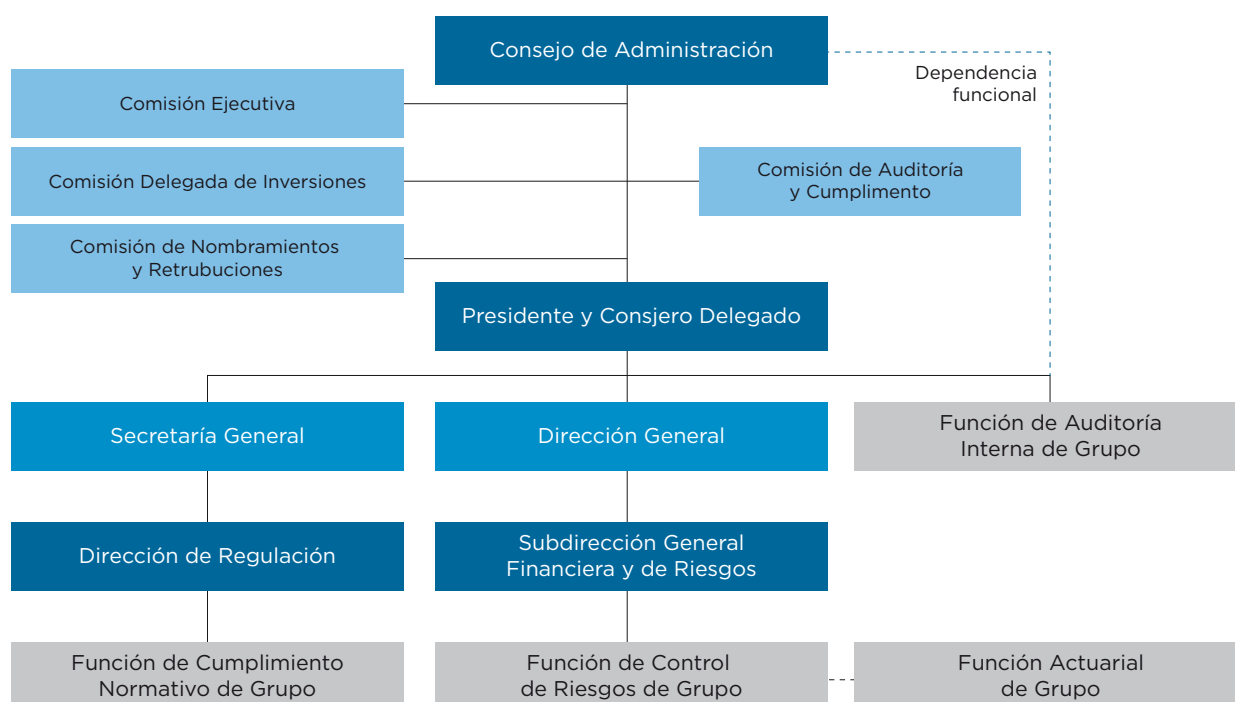 Consejo de Administración
Dependencia
funcional
Comisión Ejecutiva
Comisión Delegada de Inversiones
Comisión de Auditoría
y Cumplimento
Comisión de Nombramientos
y Retrubuciones
Presidente y Consjero Delegado
Secretaría General
Dirección General
Función de Auditoría
Interna de Grupo
Dirección de Regulación
Subdirección General
Financiera y de Riesgos
Función de Cumplimiento
Normativo de Grupo
Función de Control
de Riesgos de Grupo
Función Actuarial
de Grupo